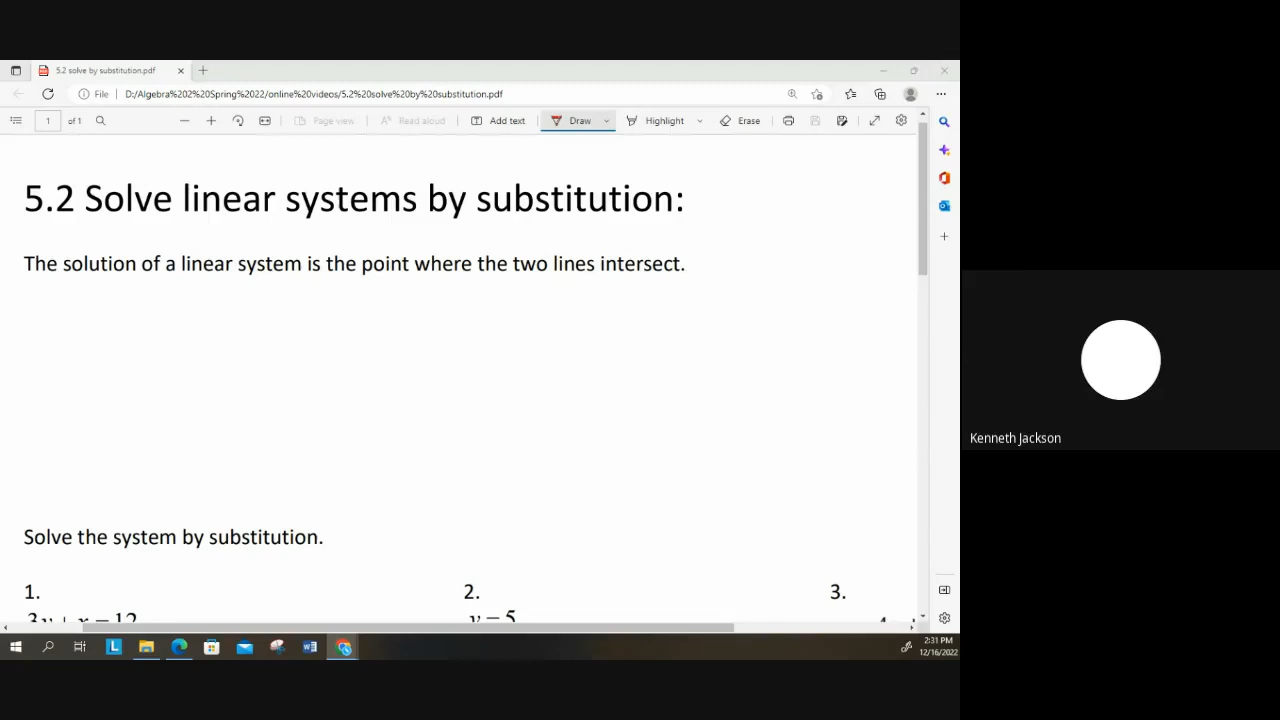 5.2 solve by substitution.pdf
File
D:/Algebra%202%20Spring%2022/online%20videos/5.2%20solve%20by%20substitution.pdf
1 of 1
Page view
Read aloud
Add text
Draw
Highlight
Erase
5.2 Solve linear systems by substitution:
The solution of a linear system is the point where the two lines intersect.
Solve the system by substitution.
1. 2. 3.
Kenneth Jackson
2:31 PM
12/16/2022